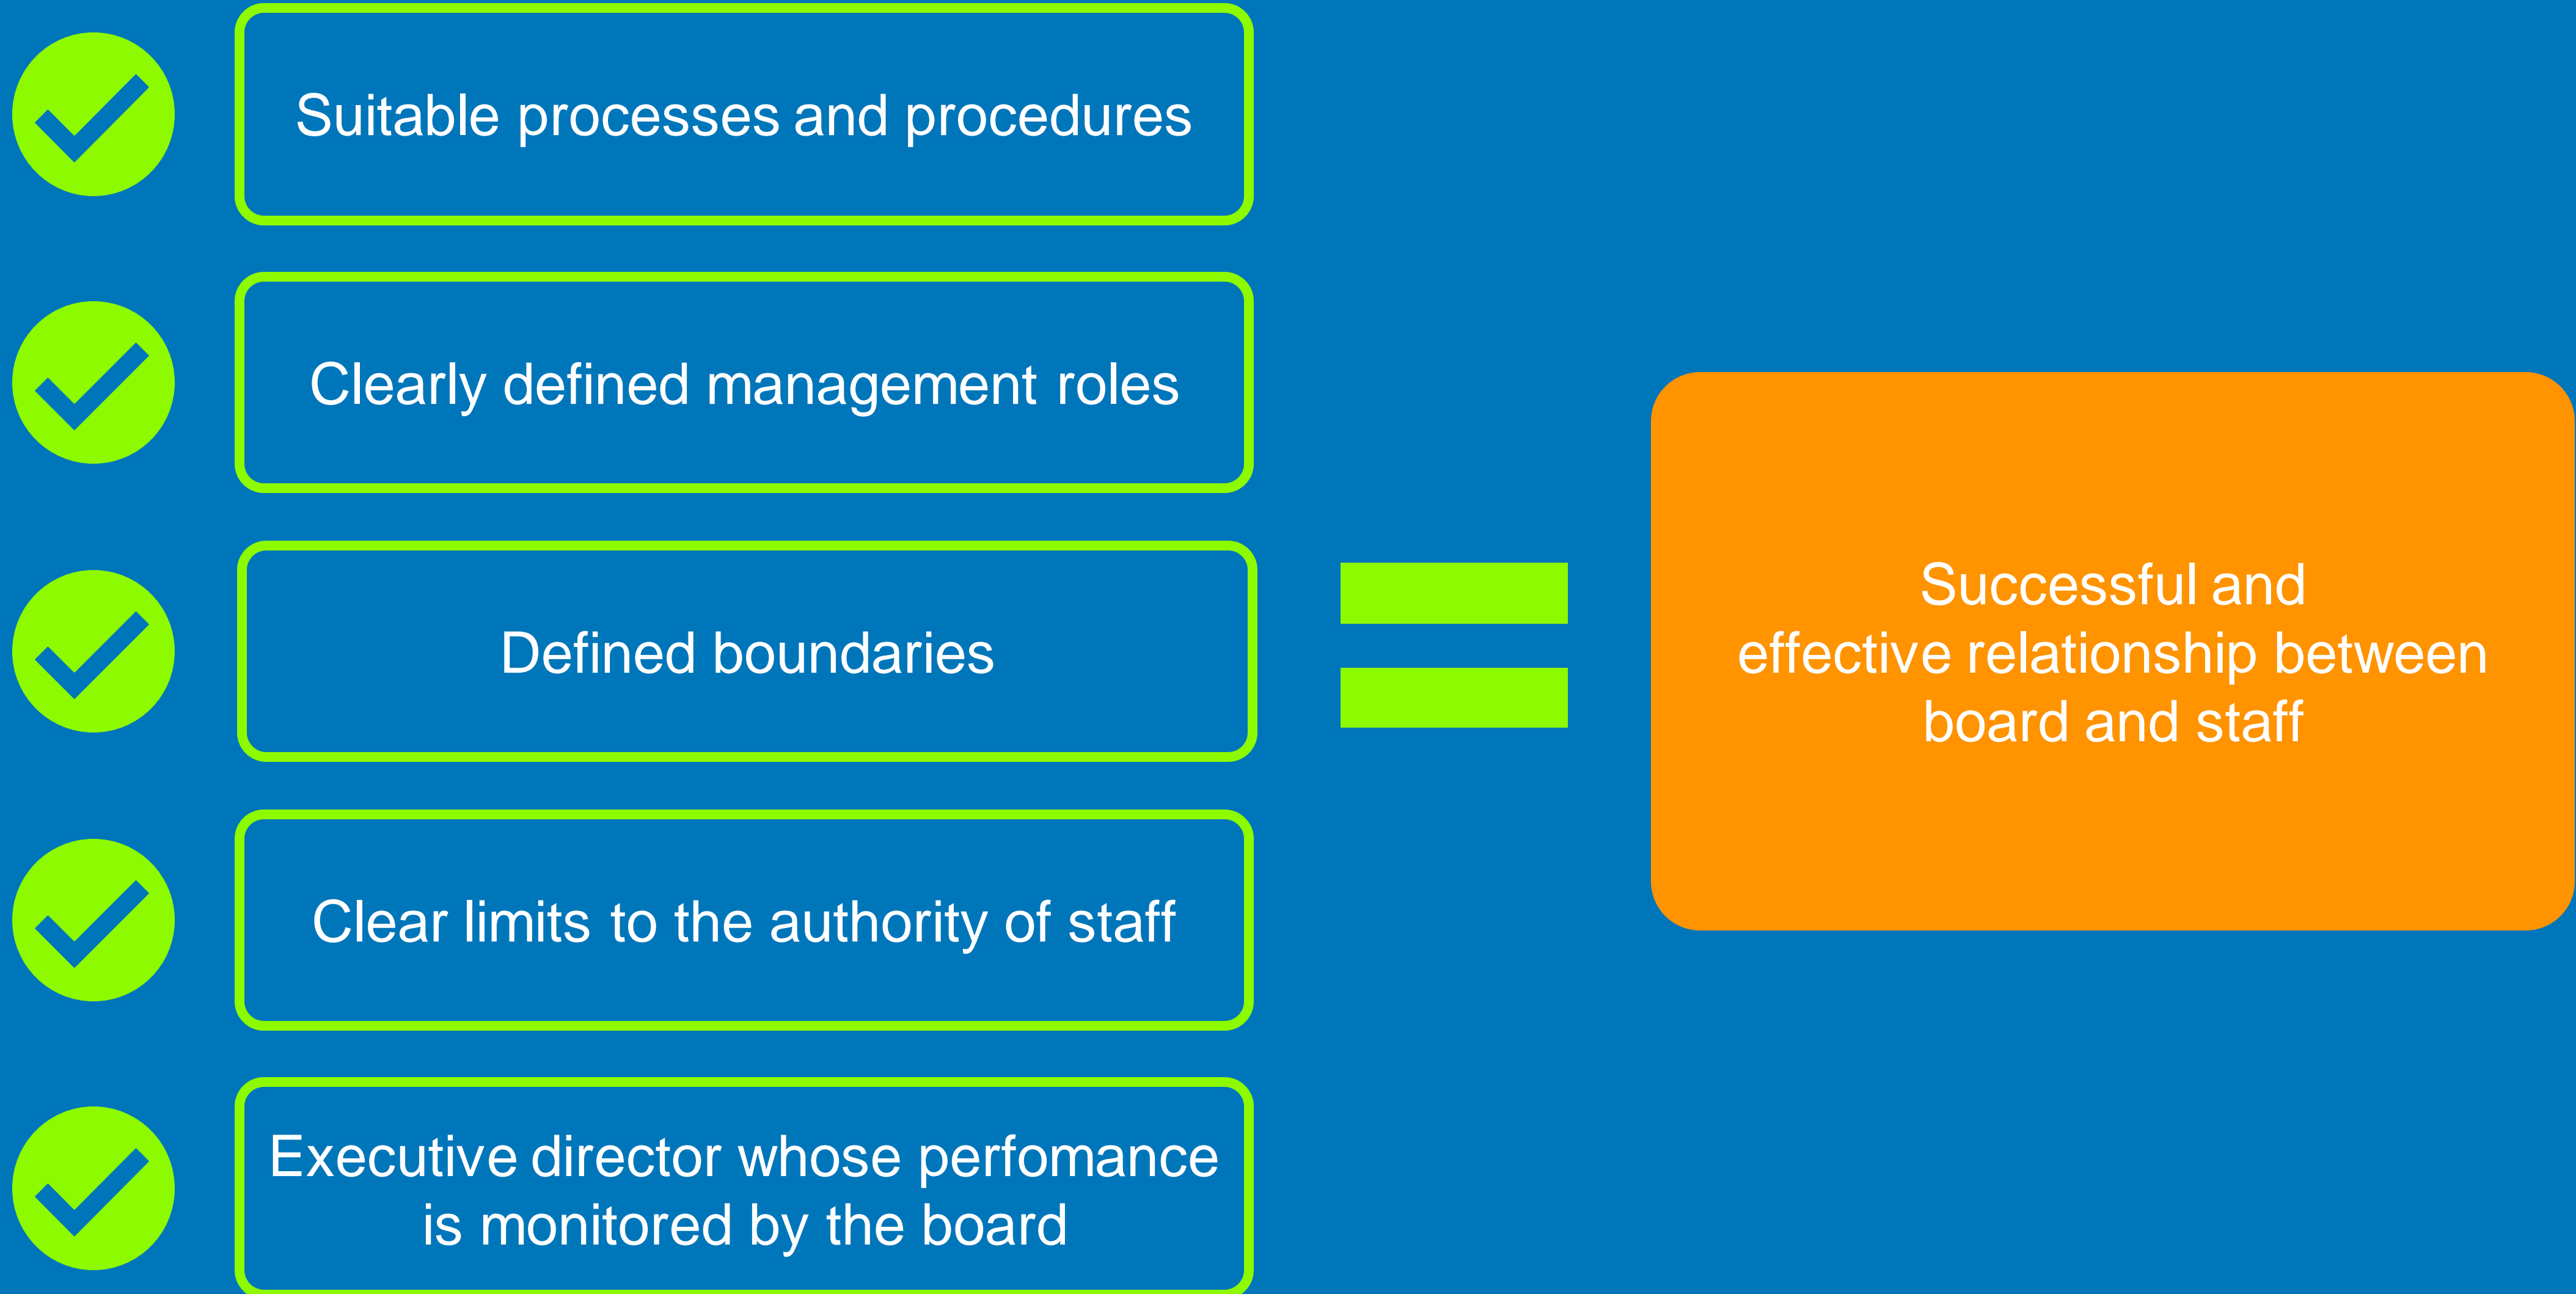 Suitable processes and procedures
Clearly defined management roles
Defined boundaries
Clear limits to the authority of staff
Executive director whose perfomance
is monitored by the board
Successful and
effective relationship between
board and staff